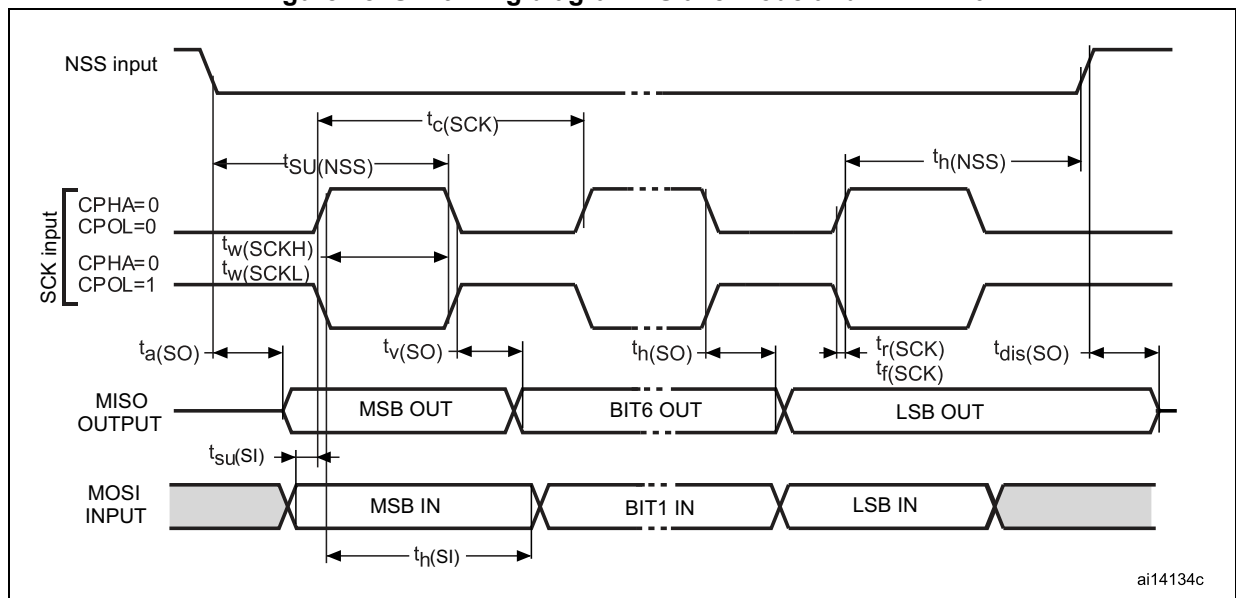 NSS input
tc(SCK)
tSU(NSS)
th(NSS)
SCK input
CPHA=0
CPOL=0
tw(SCKH)
CPHA=0
tw(SCKL)
CPOL=1
ta(SO)
tv(SO)
th(SO)
tr(SCK)
tf(SCK)
tdis(SO)
MISO
OUTPUT
MSB OUT
BIT6 OUT
LSB OUT
tsu(SI)
MOSI
INPUT
MSB IN
BIT1 IN
LSB IN
th(SI)
ai14134c